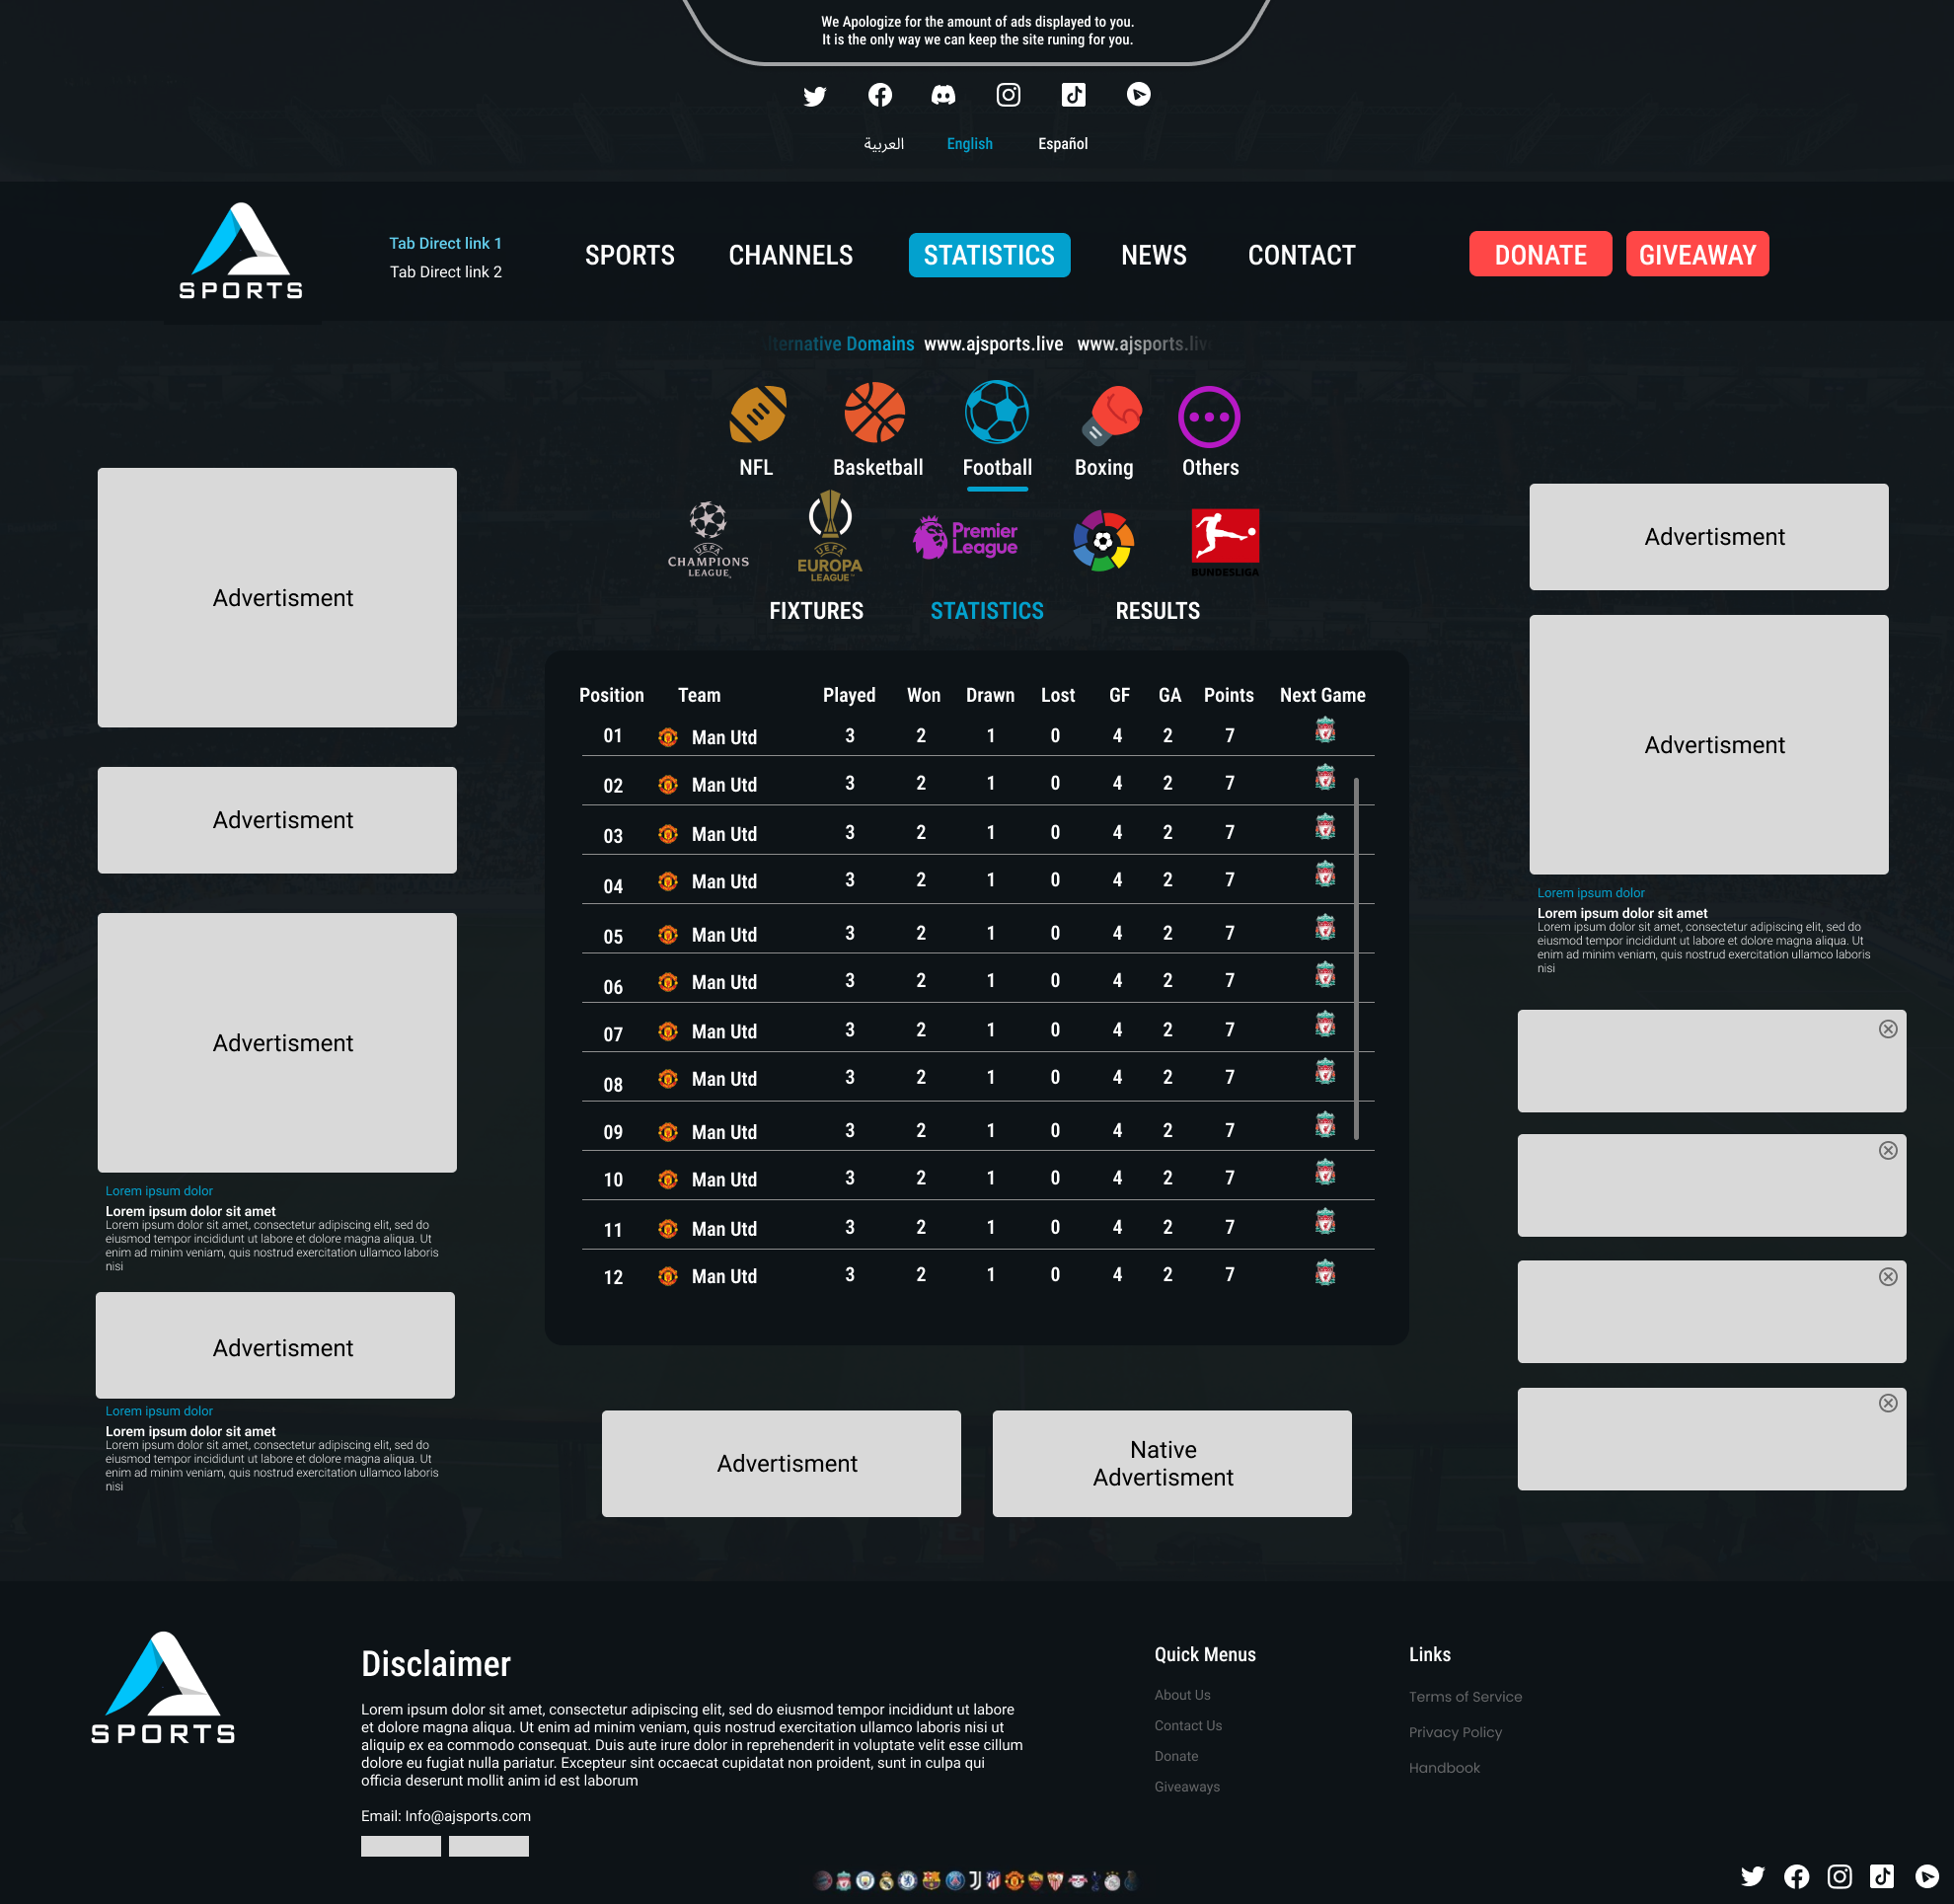 We Apologize for the amount of ads displayed to you.
It is the only way we can keep the site runing for you.
العربية English Español
SPORTS
Tab Direct link 1
Tab Direct link 2
SPORTS CHANNELS STATISTICS NEWS CONTACT DONATE GIVEAWAY
lternative Domains www.ajsports.live www.ajsports.live
NFL Basketball Football Boxing Others
UEFA CHAMPIONS LEAGUE
UEFA EUROPA LEAGUE
Premier League
BUNDESLIGA
FIXTURES STATISTICS RESULTS
Position Team Played Won Drawn Lost GF GA Points Next Game
01 Man Utd 3 2 1 0 4 2 7
02 Man Utd 3 2 1 0 4 2 7
03 Man Utd 3 2 1 0 4 2 7
04 Man Utd 3 2 1 0 4 2 7
05 Man Utd 3 2 1 0 4 2 7
06 Man Utd 3 2 1 0 4 2 7
07 Man Utd 3 2 1 0 4 2 7
08 Man Utd 3 2 1 0 4 2 7
09 Man Utd 3 2 1 0 4 2 7
10 Man Utd 3 2 1 0 4 2 7
11 Man Utd 3 2 1 0 4 2 7
12 Man Utd 3 2 1 0 4 2 7
Advertisment
Advertisment
Advertisment
Lorem ipsum dolor
Lorem ipsum dolor sit amet
Lorem ipsum dolor sit amet, consectetur adipiscing elit, sed do
eiusmod tempor incididunt ut labore et dolore magna aliqua. Ut
enim ad minim veniam, quis nostrud exercitation ullamco laboris
nisi
Advertisment
Lorem ipsum dolor
Lorem ipsum dolor sit amet
Lorem ipsum dolor sit amet, consectetur adipiscing elit, sed do
eiusmod tempor incididunt ut labore et dolore magna aliqua. Ut
enim ad minim veniam, quis nostrud exercitation ullamco laboris
nisi
Advertisment
Advertisment
Lorem ipsum dolor
Lorem ipsum dolor sit amet
Lorem ipsum dolor sit amet, consectetur adipiscing elit, sed do
eiusmod tempor incididunt ut labore et dolore magna aliqua. Ut
enim ad minim veniam, quis nostrud exercitation ullamco laboris
nisi
Advertisment
Native
Advertisment
SPORTS
Disclaimer
Lorem ipsum dolor sit amet, consectetur adipiscing elit, sed do eiusmod tempor incididunt ut labore
et dolore magna aliqua. Ut enim ad minim veniam, quis nostrud exercitation ullamco laboris nisi ut
aliquip ex ea commodo consequat. Duis aute irure dolor in reprehenderit in voluptate velit esse cillum
dolore eu fugiat nulla pariatur. Excepteur sint occaecat cupidatat non proident, sunt in culpa qui
officia deserunt mollit anim id est laborum
Email: Info@ajsports.com
Quick Menus
About Us
Contact Us
Donate
Giveaways
Links
Terms of Service
Privacy Policy
Handbook